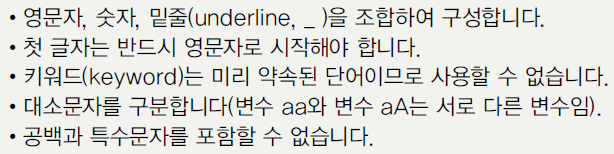 • 영문자, 숫자, 밑줄(underline, _ )을 조합하여 구성합니다.
• 첫 글자는 반드시 영문자로 시작해야 합니다.
• 키워드(keyword)는 미리 약속된 단어이므로 사용할 수 없습니다.
• 대소문자를 구분합니다(변수 aa와 변수 aA는 서로 다른 변수임).
• 공백과 특수문자를 포함할 수 없습니다.